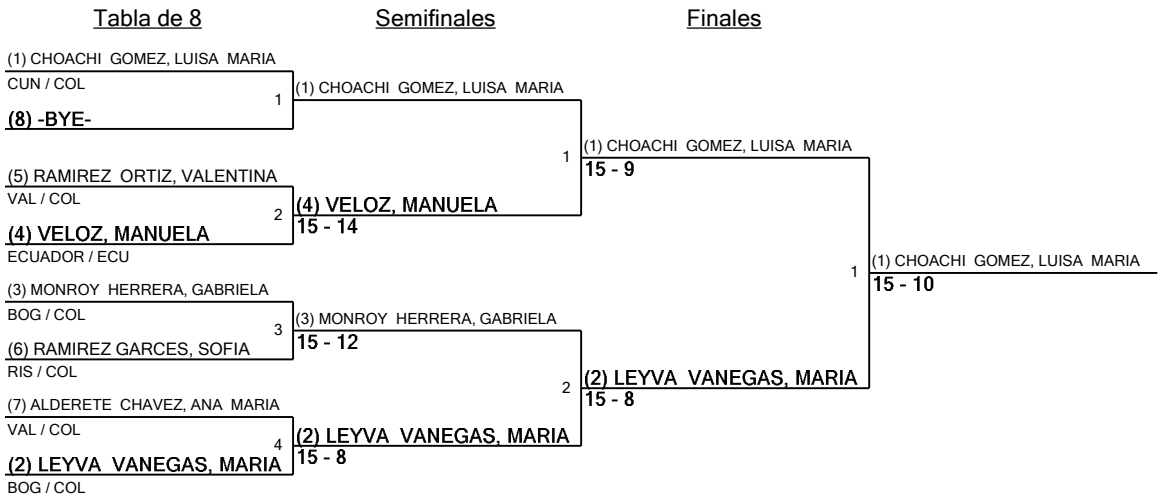 Tabla de 8
Semifinales
Finales
(1) CHOACHI GOMEZ, LUISA MARIA
CUN / COL
1
(8) -BYE-
(5) RAMIREZ ORTIZ, VALENTINA
VAL / COL
2
(4) VELOZ, MANUELA
ECUADOR / ECU
(3) MONROY HERRERA, GABRIELA
BOG / COL
3
(6) RAMIREZ GARCES, SOFIA
RIS / COL
(7) ALDERETE CHAVEZ, ANA MARIA
VAL / COL
4
(2) LEYVA VANEGAS, MARIA
BOG / COL
(1) CHOACHI GOMEZ, LUISA MARIA
1
(4) VELOZ, MANUELA
15 - 14
(3) MONROY HERRERA, GABRIELA
15 - 12
2
(2) LEYVA VANEGAS, MARIA
15 - 8
(1) CHOACHI GOMEZ, LUISA MARIA
15 - 9
1
(2) LEYVA VANEGAS, MARIA
15 - 8
(1) CHOACHI GOMEZ, LUISA MARIA
15 - 10